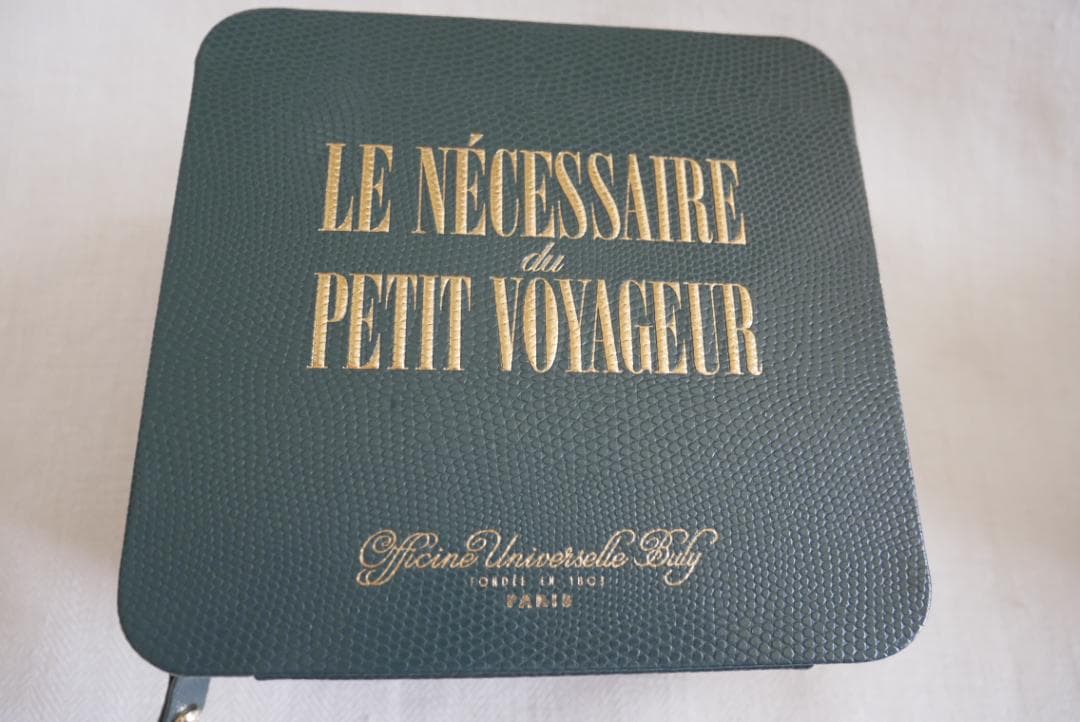 LE NÉCESSAIRE
du
PETIT VOYAGEUR
Officine Universelle Buly
FONDÉE EN 1803
PARIS